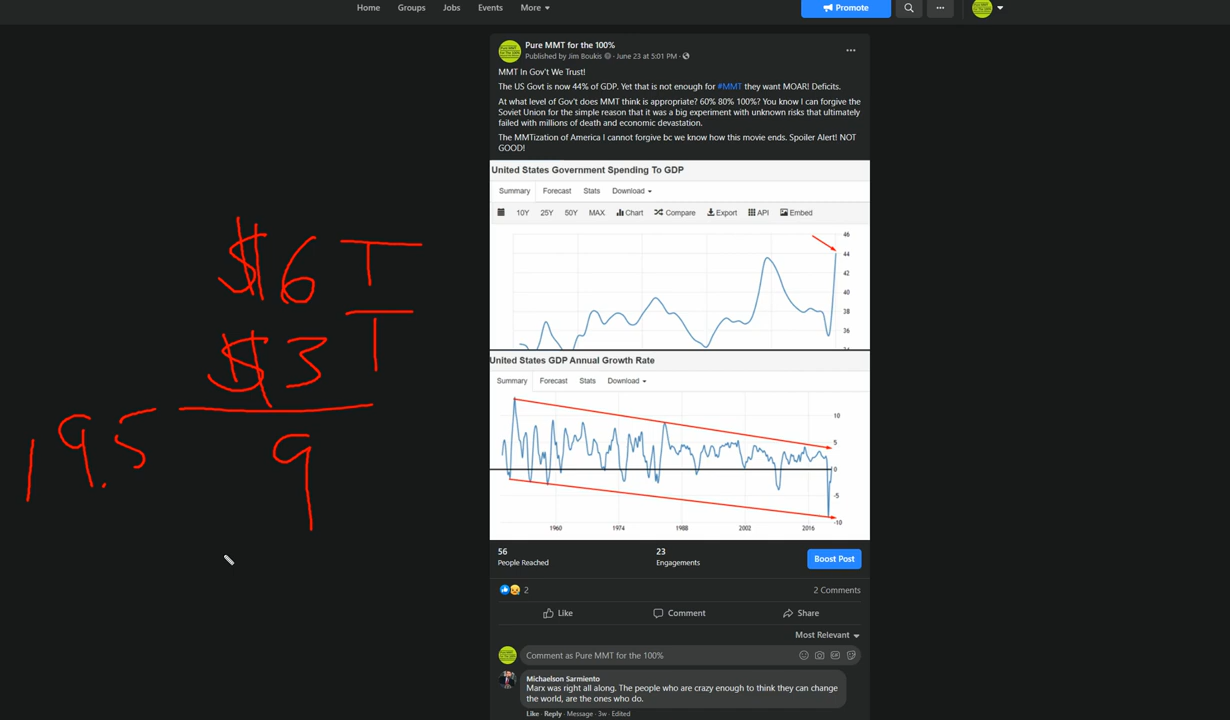 Home Groups Jobs Events More
Promote
Pure MMT for the 100%
Published by Jim Boukis · June 23 at 5:01 PM ·
MMT In Gov't We Trust!
The US Govt is now 44% of GDP. Yet that is not enough for #MMT they want MOAR! Deficits.
At what level of Gov't does MMT think is appropriate? 60% 80% 100%? You know I can forgive the
Soviet Union for the simple reason that it was a big experiment with unknown risks that ultimately
failed with millions of death and economic devastation.
The MMTization of America I cannot forgive bc we know how this movie ends. Spoiler Alert! NOT
GOOD!
United States Government Spending To GDP
Summary Forecast Stats Download
10Y 25Y 50Y MAX Chart Compare Export API Embed
46
44
42
40
38
36
34
$6T
$3T
19.5
9
United States GDP Annual Growth Rate
Summary Forecast Stats Download
10
5
0
-5
-10
1960 1974 1988 2002 2016
56
People Reached
23
Engagements
Boost Post
2
2 Comments
Like Comment Share
Most Relevant
Comment as Pure MMT for the 100%
Michaelson Sarmiento
Marx was right all along. The people who are crazy enough to think they can change
the world, are the ones who do.
Like · Reply · Message · 3w · Edited